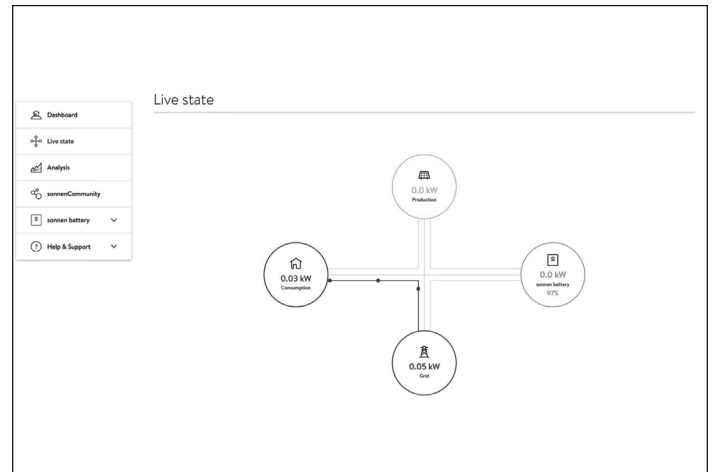 Live state
Dashboard
Live state
Analysis
sonnenCommunity
sonnen battery
Help & Support
0.0 kW
Production
0.03 kW
Consumption
0.0 kW
sonnen battery
97%
0.05 kW
Grid